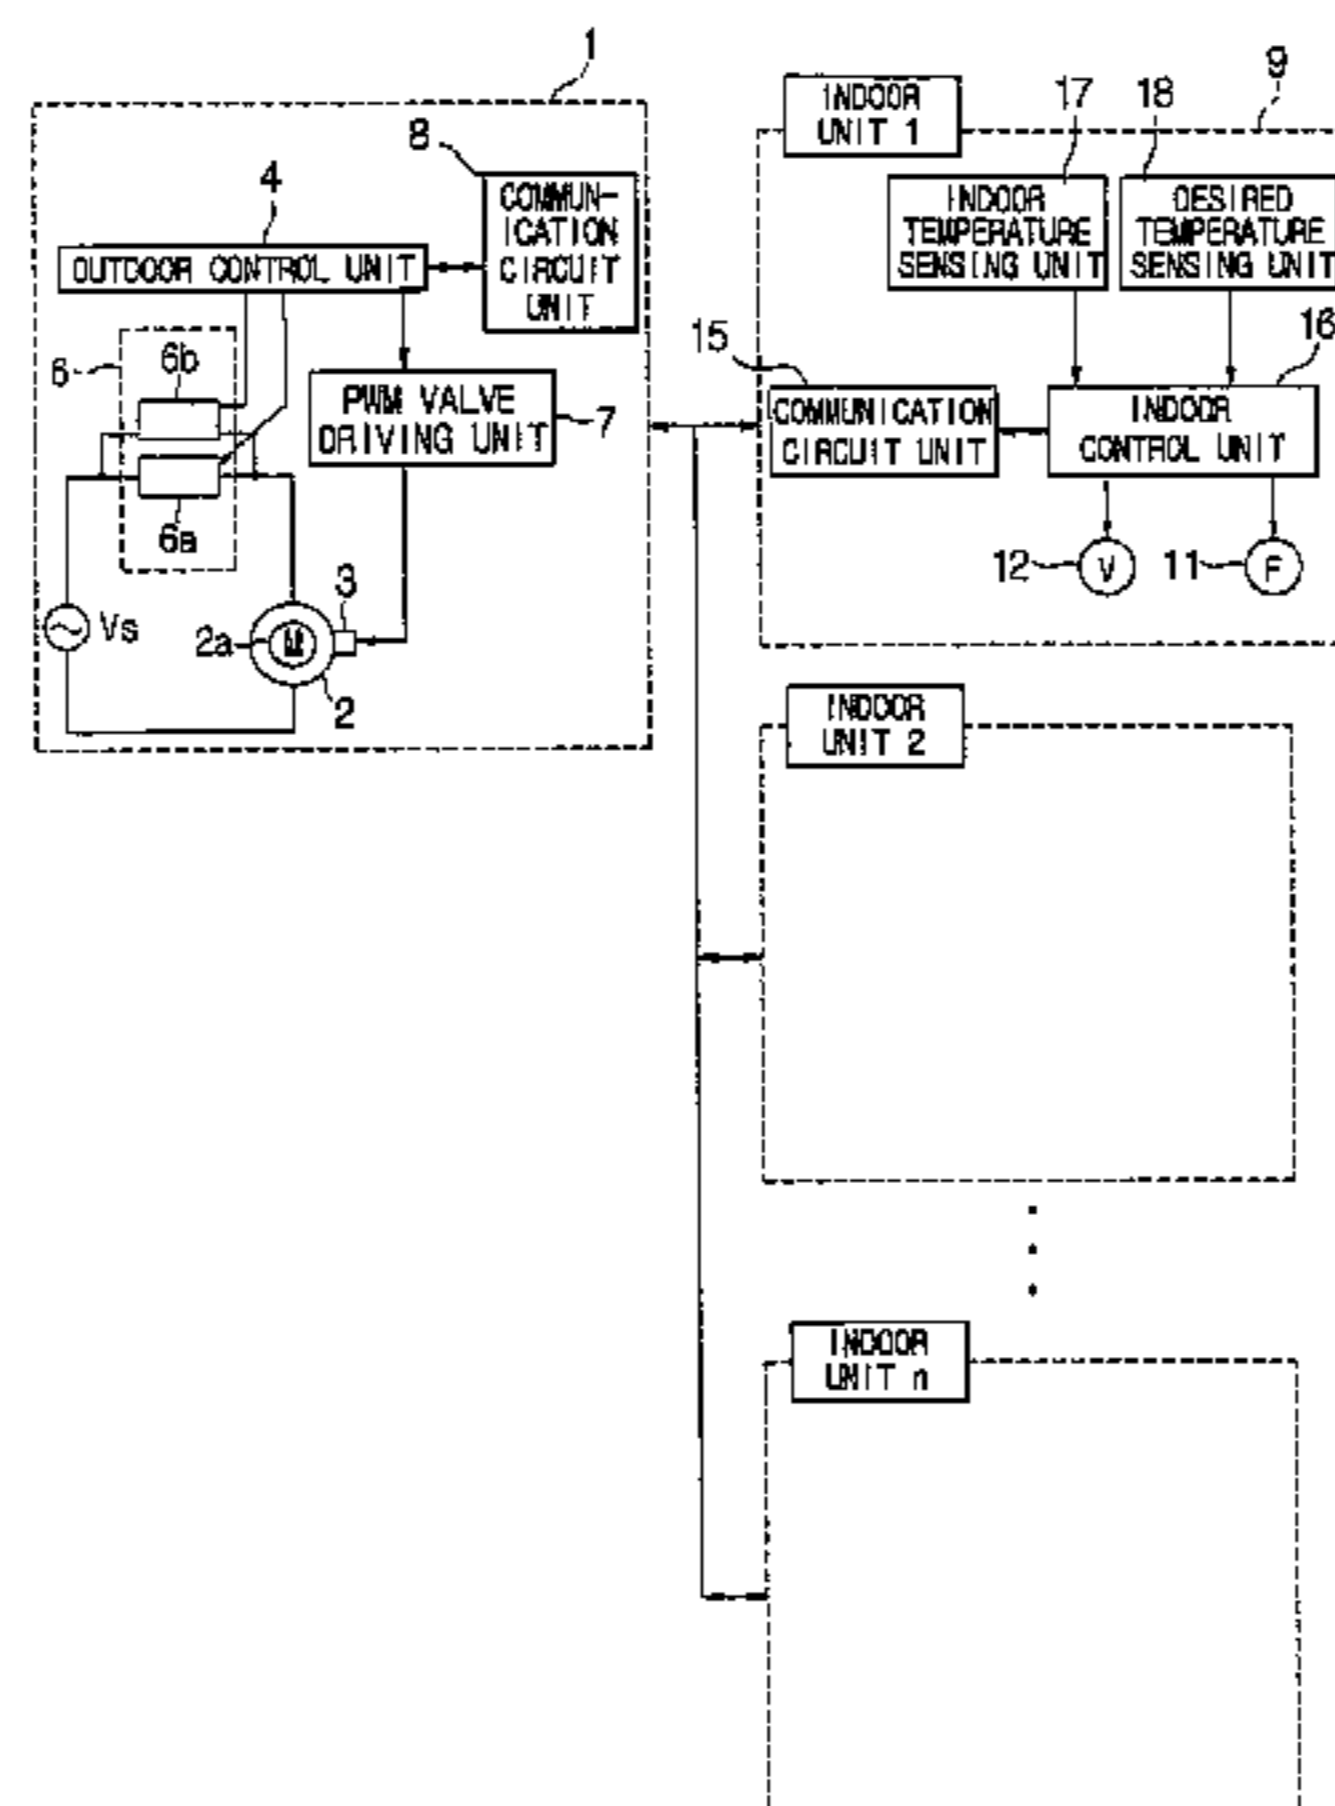 1
8
COMMUN-
ICATION
CIRCUIT
UNIT
4
OUTDOOR CONTROL UNIT
6
6b
6a
PWM VALVE
DRIVING UNIT
7
Vs
3
2a
M
2
9
INDOOR
UNIT 1
17
18
INDOOR
TEMPERATURE
SENSING UNIT
DESIRED
TEMPERATURE
SENSING UNIT
15
16
COMMUNICATION
CIRCUIT UNIT
INDOOR
CONTROL UNIT
12
V
11
F
INDOOR
UNIT 2
INDOOR
UNIT n